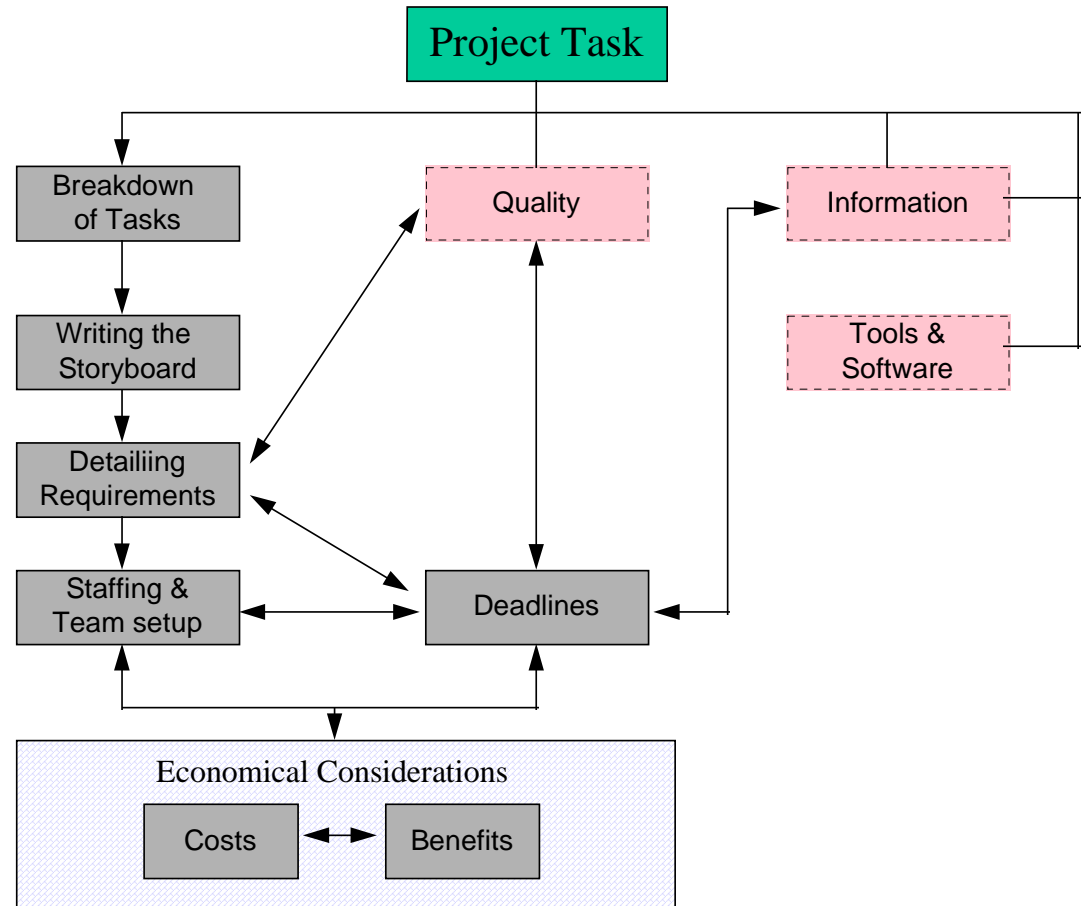 Project Task
Breakdown
of Tasks
Quality
Information
Writing the
Storyboard
Tools &
Software
Detailiing
Requirements
Staffing &
Team setup
Deadlines
Economical Considerations
Costs
Benefits